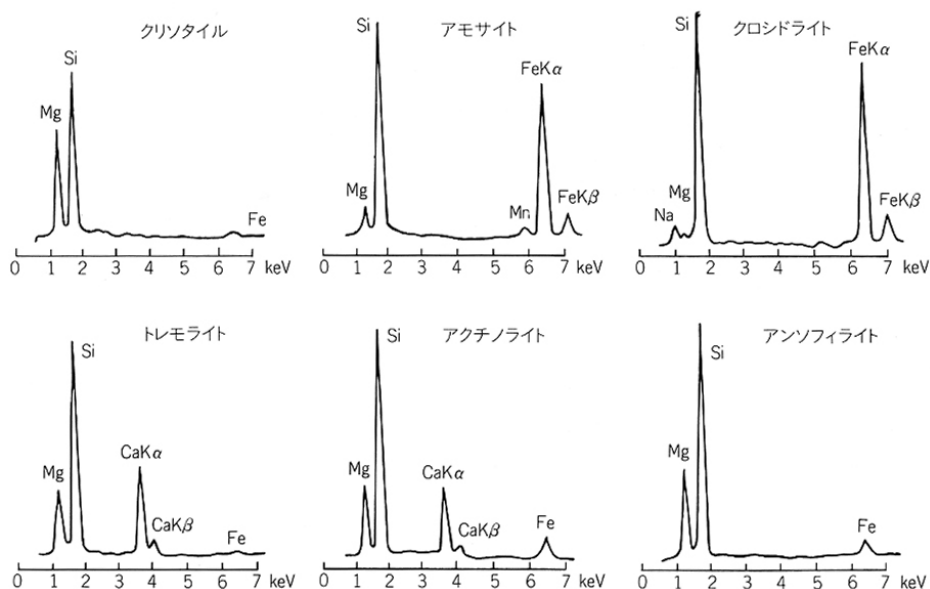 クリソタイル
Si
Mg
Fe
0 1 2 3 4 5 6 7 keV
アモサイト
Si
FeKα
Mg
Mn
FeKβ
0 1 2 3 4 5 6 7 keV
クロシドライト
Si
FeKα
Mg
Na
FeKβ
0 1 2 3 4 5 6 7 keV
トレモライト
Si
CaKα
Mg
CaKβ
Fe
0 1 2 3 4 5 6 7 keV
アクチノライト
Si
Mg
CaKα
CaKβ
Fe
0 1 2 3 4 5 6 7 keV
アンソフィライト
Si
Mg
Fe
0 1 2 3 4 5 6 7 keV